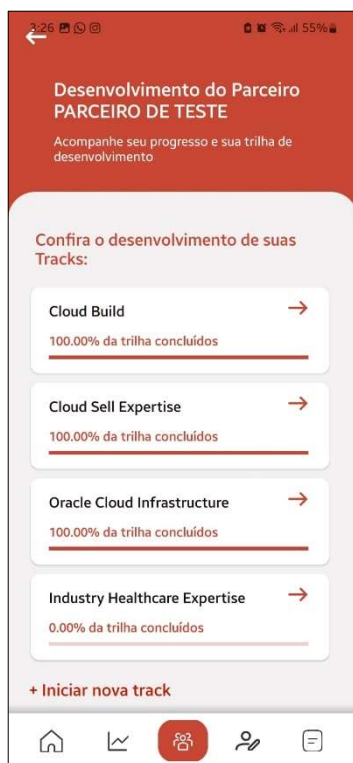 3:26 55%
Desenvolvimento do Parceiro
PARCEIRO DE TESTE
Acompanhe seu progresso e sua trilha de
desenvolvimento
Confira o desenvolvimento de suas
Tracks:
Cloud Build
100.00% da trilha concluídos
Cloud Sell Expertise
100.00% da trilha concluídos
Oracle Cloud Infrastructure
100.00% da trilha concluídos
Industry Healthcare Expertise
0.00% da trilha concluídos
+ Iniciar nova track